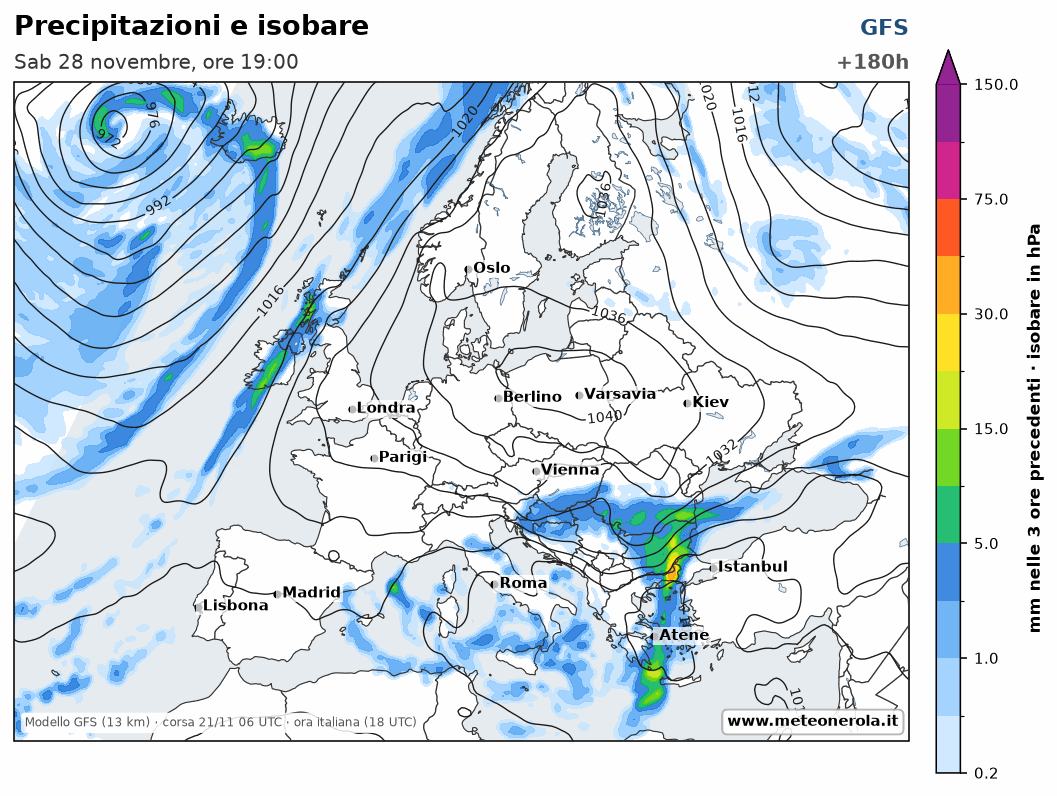 Precipitazioni e isobare
GFS
Sab 28 novembre, ore 19:00
+180h
150.0
75.0
30.0
15.0
5.0
1.0
0.2
mm nelle 3 ore precedenti · isobare in hPa
976
972
992
1020
1020
1016
1036
1016
1036
1040
1032
Oslo
Londra
Berlino
Varsavia
Kiev
Parigi
Vienna
Istanbul
Roma
Madrid
Lisbona
Atene
Modello GFS (13 km) · corsa 21/11 06 UTC · ora italiana (18 UTC)
www.meteonerola.it